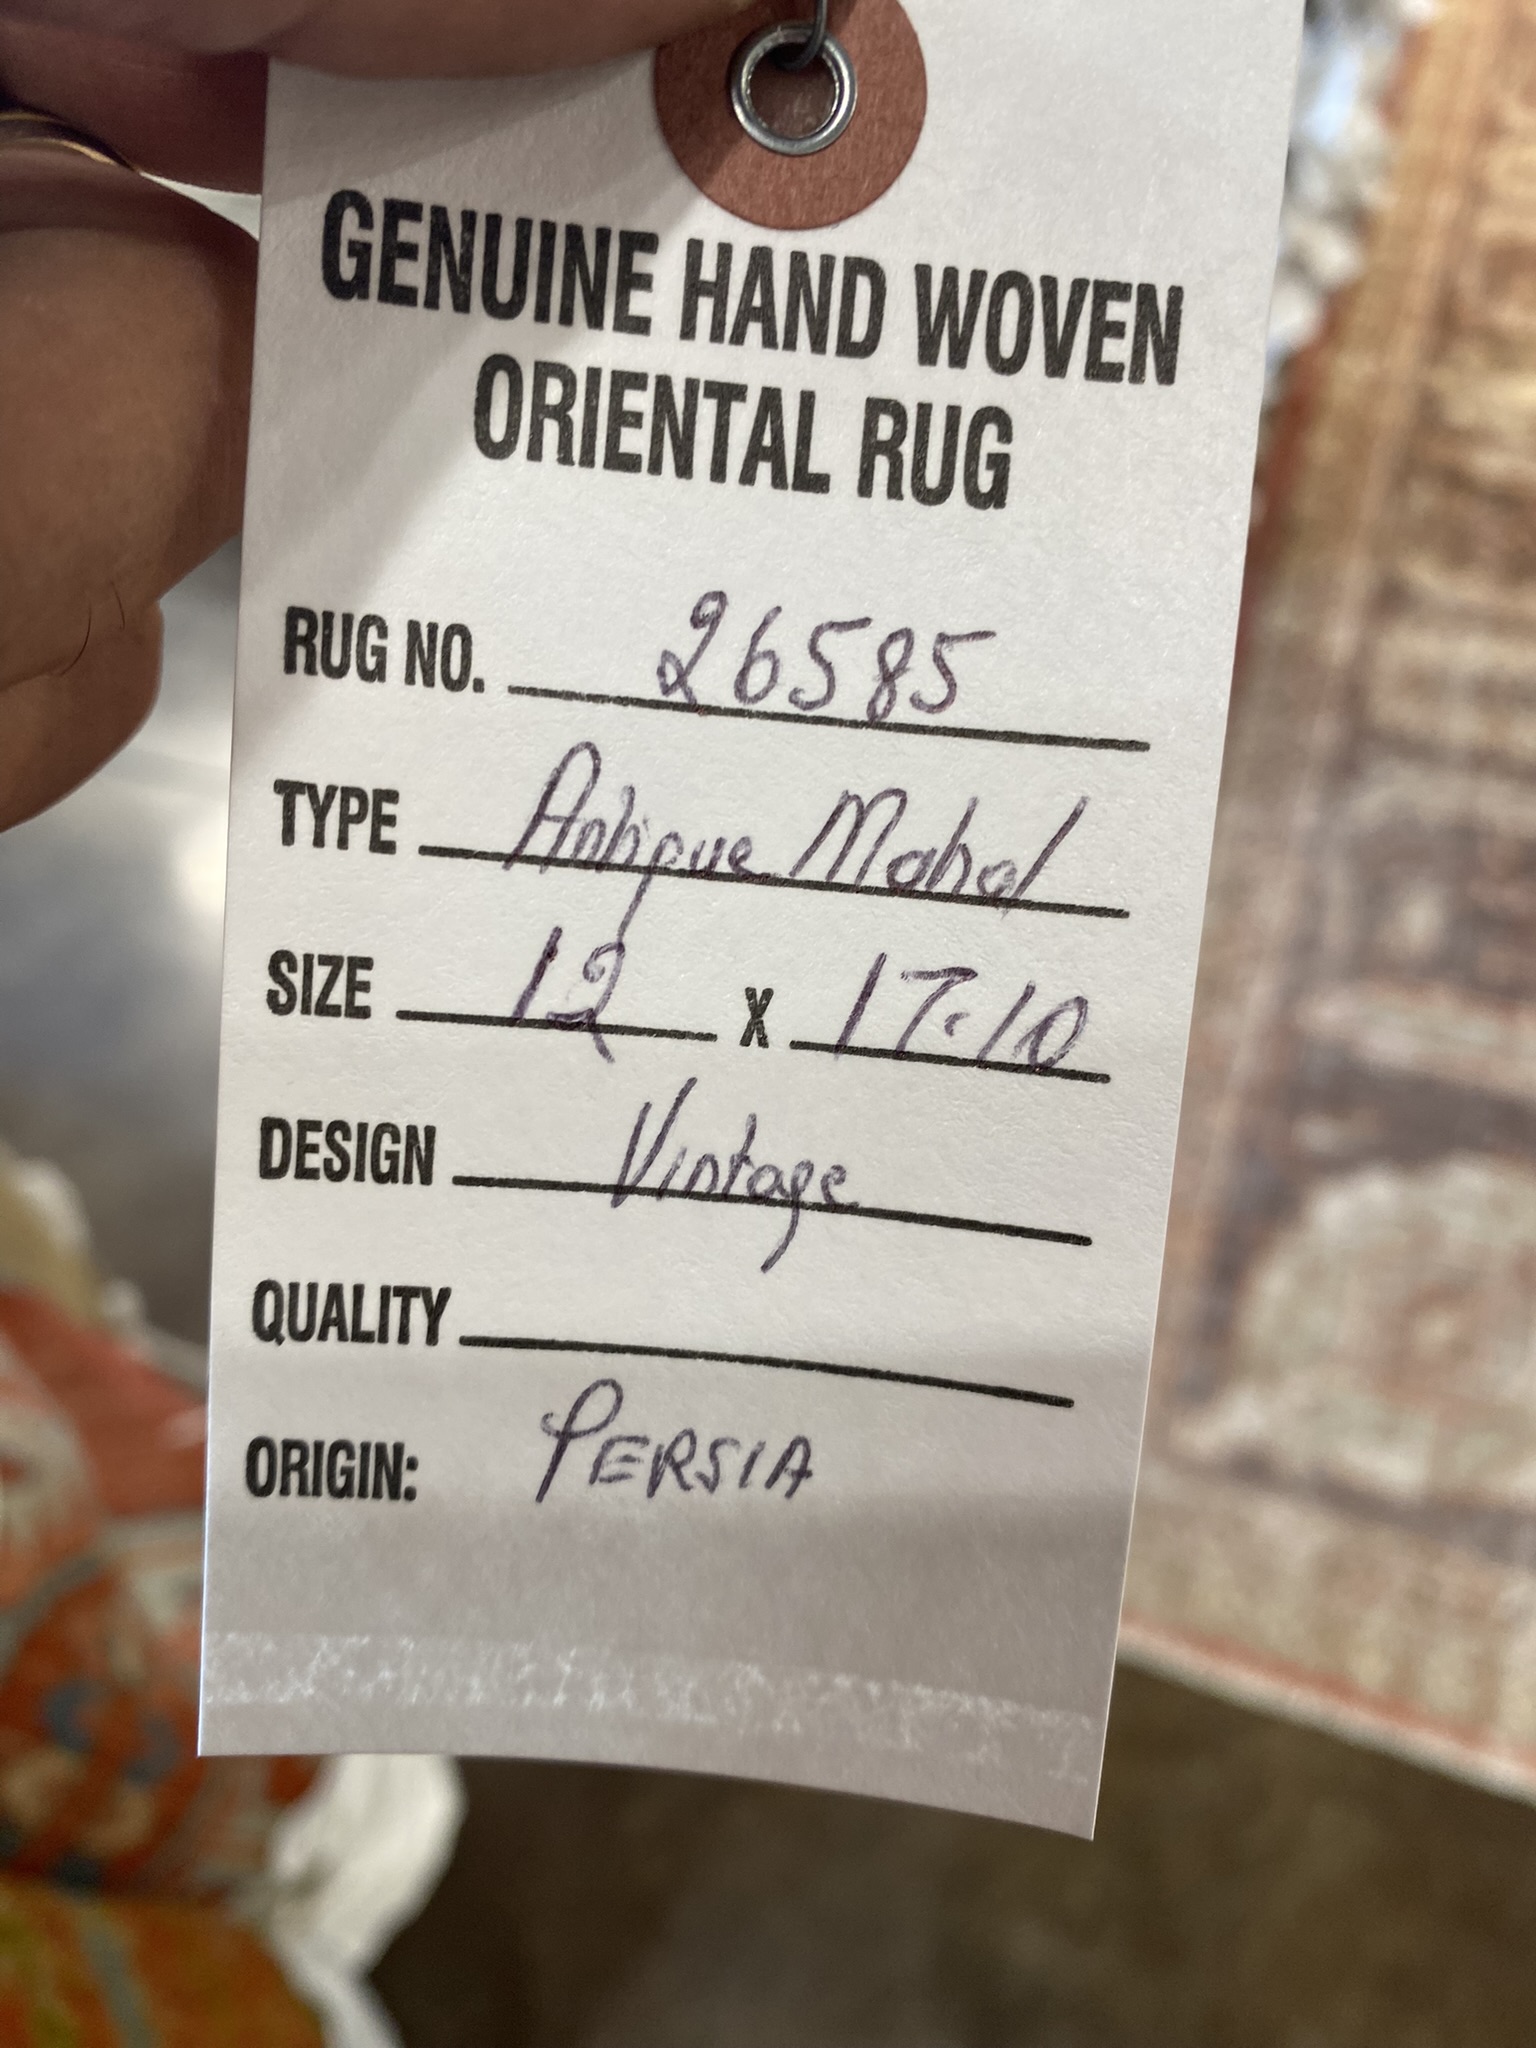 GENUINE HAND WOVEN
ORIENTAL RUG
RUG NO. 26585
TYPE Antique Mahal
SIZE 12 X 17.10
DESIGN Vintage
QUALITY
ORIGIN: PERSIA